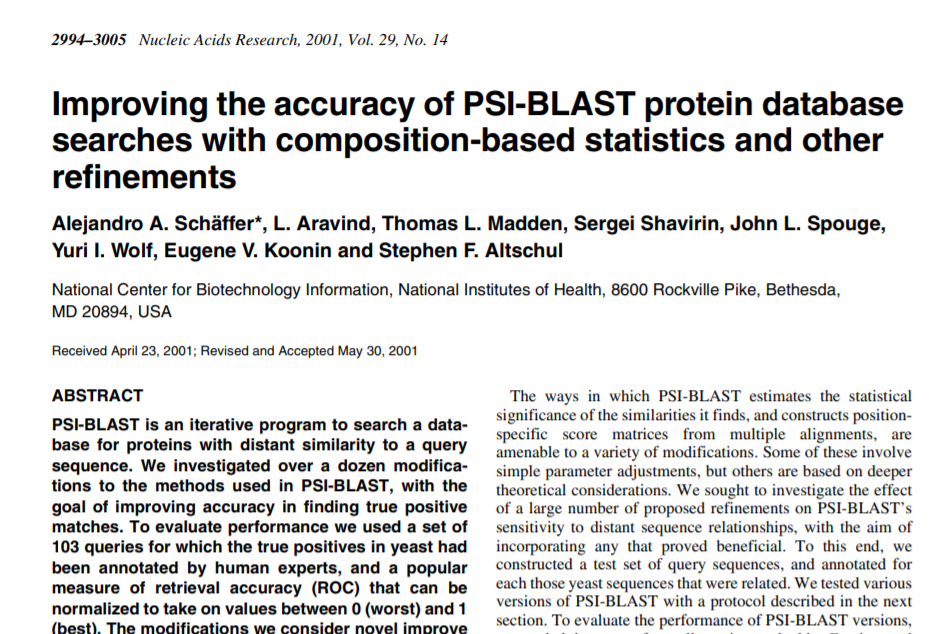 2994–3005 Nucleic Acids Research, 2001, Vol. 29, No. 14
Improving the accuracy of PSI-BLAST protein database
searches with composition-based statistics and other
refinements
Alejandro A. Schäffer*, L. Aravind, Thomas L. Madden, Sergei Shavirin, John L. Spouge,
Yuri I. Wolf, Eugene V. Koonin and Stephen F. Altschul
National Center for Biotechnology Information, National Institutes of Health, 8600 Rockville Pike, Bethesda,
MD 20894, USA
Received April 23, 2001; Revised and Accepted May 30, 2001
ABSTRACT
PSI-BLAST is an iterative program to search a data-
base for proteins with distant similarity to a query
sequence. We investigated over a dozen modifica-
tions to the methods used in PSI-BLAST, with the
goal of improving accuracy in finding true positive
matches. To evaluate performance we used a set of
103 queries for which the true positives in yeast had
been annotated by human experts, and a popular
measure of retrieval accuracy (ROC) that can be
normalized to take on values between 0 (worst) and 1
(best). The modifications we consider novel improve
The ways in which PSI-BLAST estimates the statistical
significance of the similarities it finds, and constructs position-
specific score matrices from multiple alignments, are
amenable to a variety of modifications. Some of these involve
simple parameter adjustments, but others are based on deeper
theoretical considerations. We sought to investigate the effect
of a large number of proposed refinements on PSI-BLAST's
sensitivity to distant sequence relationships, with the aim of
incorporating any that proved beneficial. To this end, we
constructed a test set of query sequences, and annotated for
each those yeast sequences that were related. We tested various
versions of PSI-BLAST with a protocol described in the next
section. To evaluate the performance of PSI-BLAST versions,